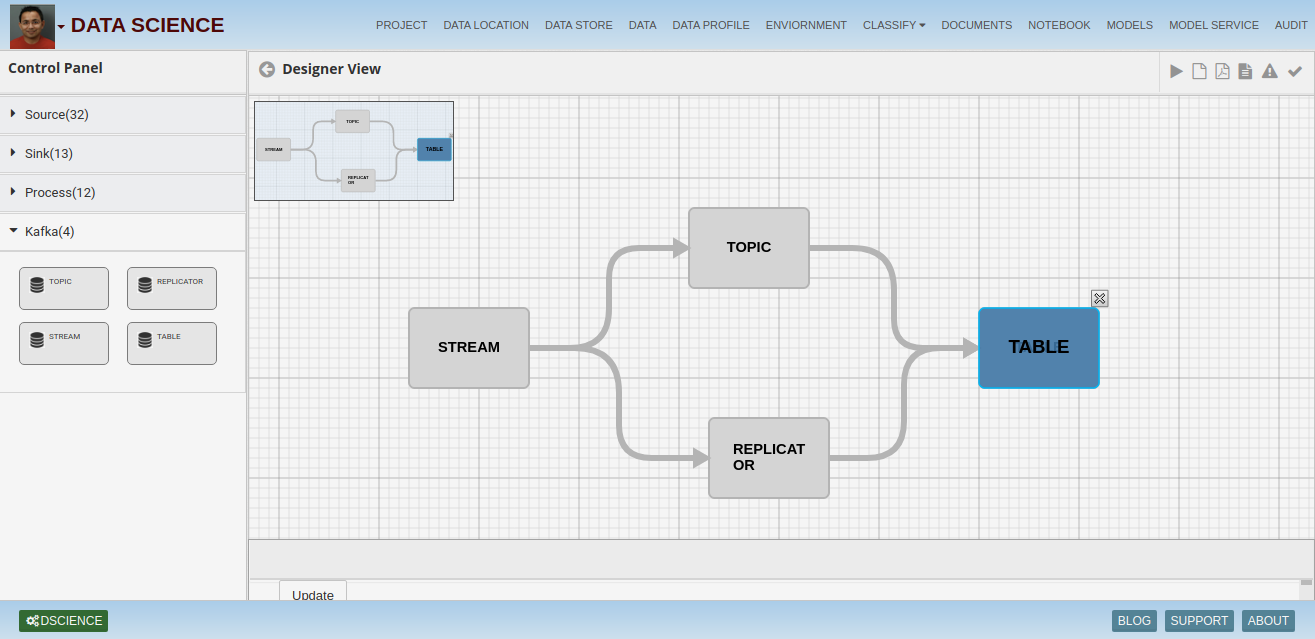 DATA SCIENCE
PROJECT DATA LOCATION DATA STORE DATA DATA PROFILE ENVIORNMENT CLASSIFY DOCUMENTS NOTEBOOK MODELS MODEL SERVICE AUDIT
Control Panel
Source(32)
Sink(13)
Process(12)
Kafka(4)
TOPIC REPLICATOR
STREAM TABLE
Designer View
TOPIC
STREAM
TABLE
REPLICAT
OR
TOPIC
STREAM
TABLE
REPLICAT
OR
Update
DSCIENCE
BLOG SUPPORT ABOUT